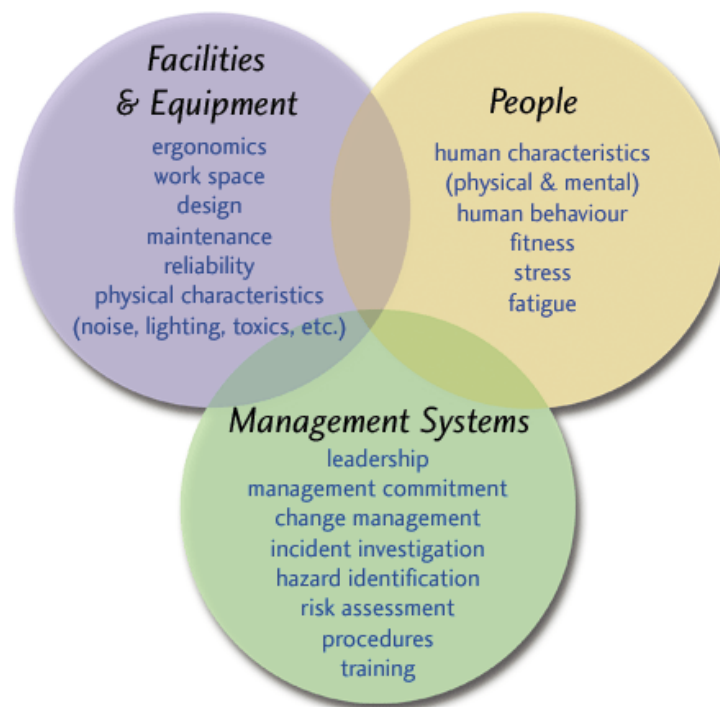 Facilities
& Equipment
ergonomics
work space
design
maintenance
reliability
physical characteristics
(noise, lighting, toxics, etc.)
People
human characteristics
(physical & mental)
human behaviour
fitness
stress
fatigue
Management Systems
leadership
management commitment
change management
incident investigation
hazard identification
risk assessment
procedures
training